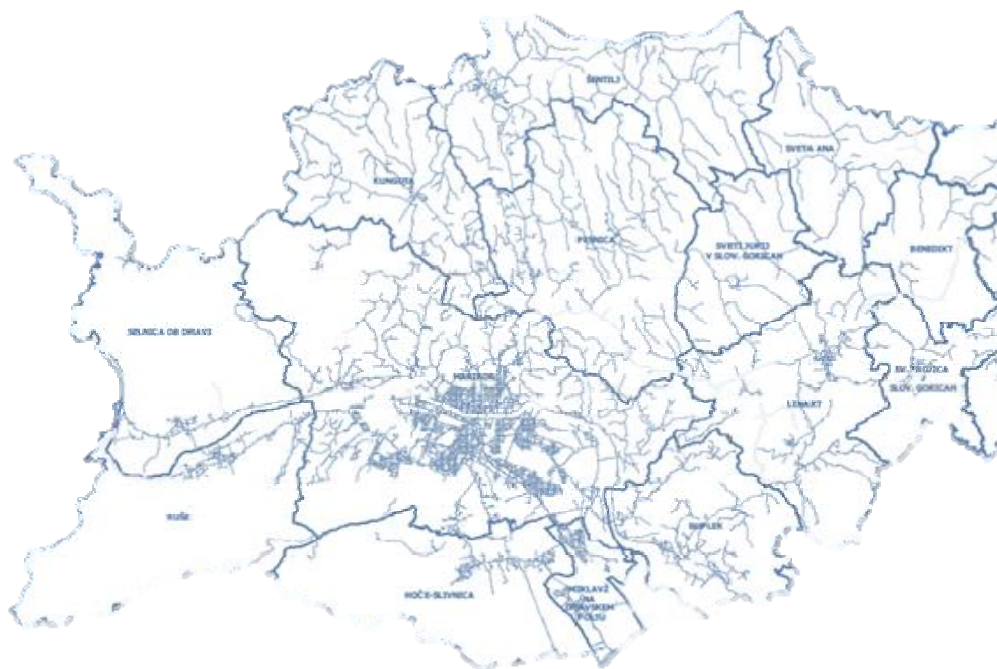 ŠENTILJ
SVETA ANA
KUNGOTA
PESNICA
SVETI JURIJ
V SLOV. GORICAH
BENEDIKT
SELNICA OB DRAVI
MARIBOR
SV. TROJICA
SLOV. GORICAH
LENART
RUŠE
DUPLEK
HOČE-SLIVNICA
MIKLAVŽ
NA
DRAVSKEM
POLJU